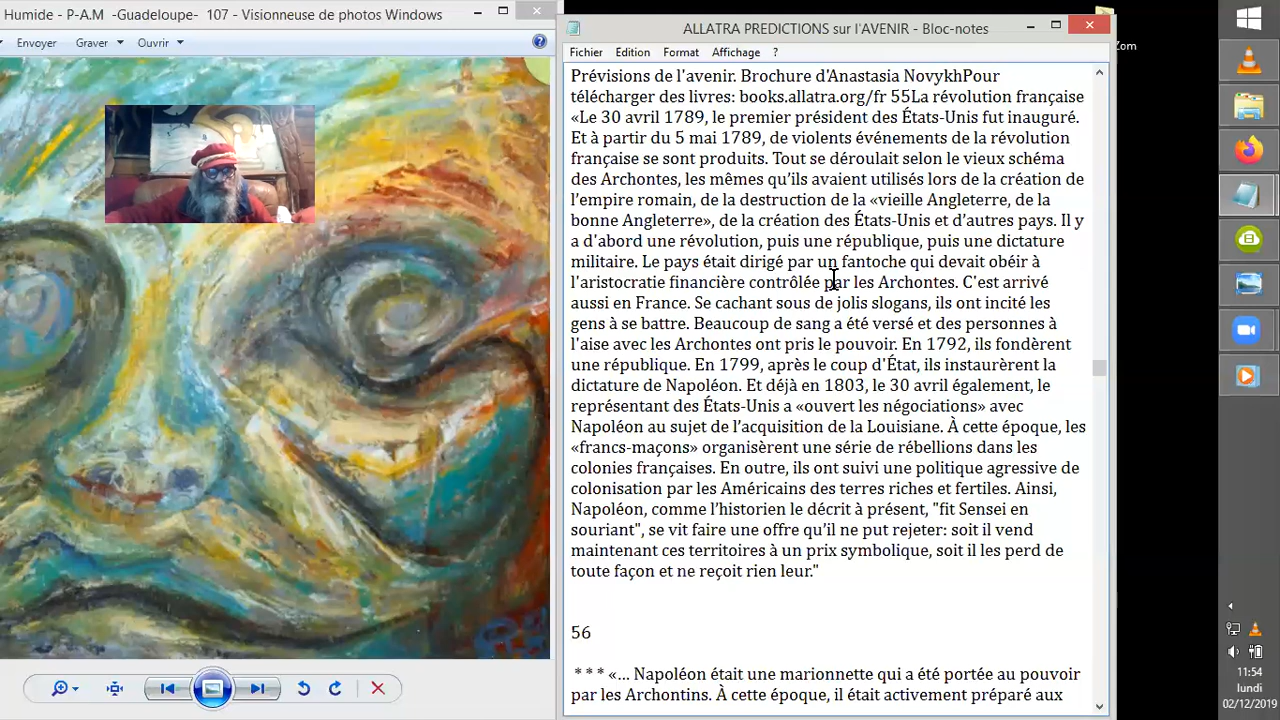 Humide - P-A.M -Guadeloupe- 107 - Visionneuse de photos Windows
Envoyer Graver Ouvrir
ALLATRA PREDICTIONS sur l'AVENIR - Bloc-notes
Fichier Edition Format Affichage ?
Prévisions de l'avenir. Brochure d'Anastasia NovykhPour
télécharger des livres: books.allatra.org/fr 55La révolution française
«Le 30 avril 1789, le premier président des États-Unis fut inauguré.
Et à partir du 5 mai 1789, de violents événements de la révolution
française se sont produits. Tout se déroulait selon le vieux schéma
des Archontes, les mêmes qu'ils avaient utilisés lors de la création de
l'empire romain, de la destruction de la «vieille Angleterre, de la
bonne Angleterre», de la création des États-Unis et d'autres pays. Il y
a d'abord une révolution, puis une république, puis une dictature
militaire. Le pays était dirigé par un fantoche qui devait obéir à
l'aristocratie financière contrôlée par les Archontes. C'est arrivé
aussi en France. Se cachant sous de jolis slogans, ils ont incité les
gens à se battre. Beaucoup de sang a été versé et des personnes à
l'aise avec les Archontes ont pris le pouvoir. En 1792, ils fondèrent
une république. En 1799, après le coup d'État, ils instaurèrent la
dictature de Napoléon. Et déjà en 1803, le 30 avril également, le
représentant des États-Unis a «ouvert les négociations» avec
Napoléon au sujet de l'acquisition de la Louisiane. À cette époque, les
«francs-maçons» organisèrent une série de rébellions dans les
colonies françaises. En outre, ils ont suivi une politique agressive de
colonisation par les Américains des terres riches et fertiles. Ainsi,
Napoléon, comme l'historien le décrit à présent, "fit Sensei en
souriant", se vit faire une offre qu'il ne put rejeter: soit il vend
maintenant ces territoires à un prix symbolique, soit il les perd de
toute façon et ne reçoit rien leur."
56
* * * «... Napoléon était une marionnette qui a été portée au pouvoir
par les Archontins. À cette époque, il était activement préparé aux
Zom
11:54
lundi
02/12/2019